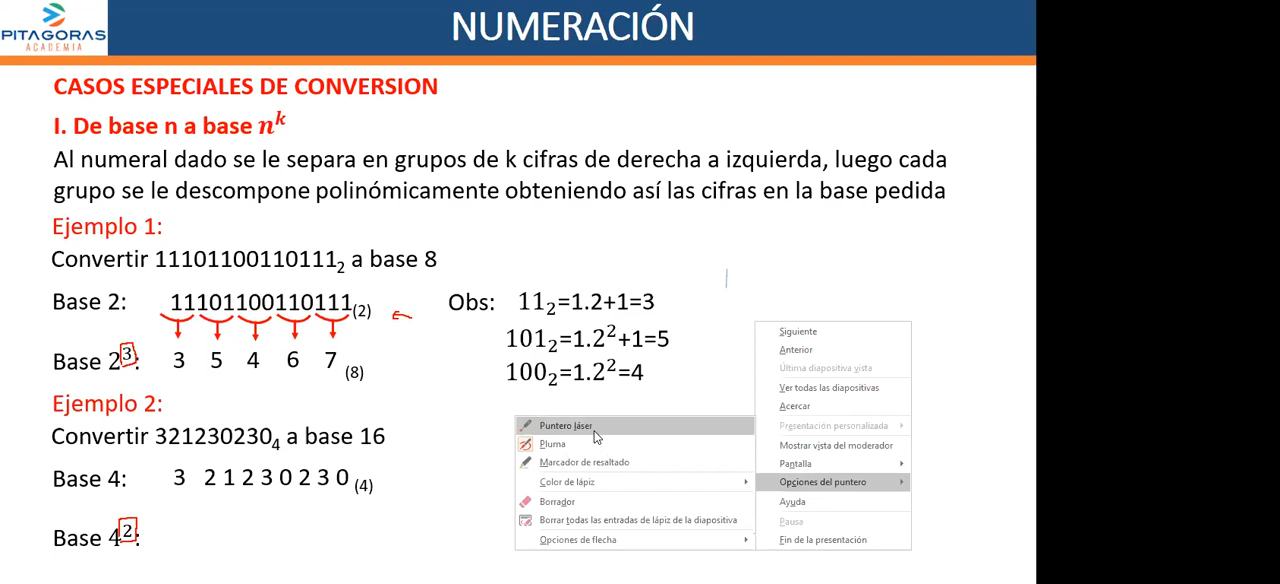 PITAGORAS
ACADEMIA
NUMERACIÓN
CASOS ESPECIALES DE CONVERSION
I. De base n a base n^k
Al numeral dado se le separa en grupos de k cifras de derecha a izquierda, luego cada
grupo se le descompone polinómicamente obteniendo así las cifras en la base pedida
Ejemplo 1:
Convertir 11101100110111₂ a base 8
Base 2: 11101100110111(2)
Obs: 11₂=1.2+1=3
101₂=1.2²+1=5
Base 2³: 3 5 4 6 7 (8)
100₂=1.2²=4
Ejemplo 2:
Convertir 321230230₄ a base 16
Base 4: 3 2 1 2 3 0 2 3 0 (4)
Base 4²:
Siguiente
Anterior
Última diapositiva vista
Ver todas las diapositivas
Acercar
Presentación personalizada
Mostrar vista del moderador
Pantalla
Opciones del puntero
Ayuda
Pausa
Fin de la presentación
Puntero láser
Pluma
Marcador de resaltado
Color de lápiz
Borrador
Borrar todas las entradas de lápiz de la diapositiva
Opciones de flecha